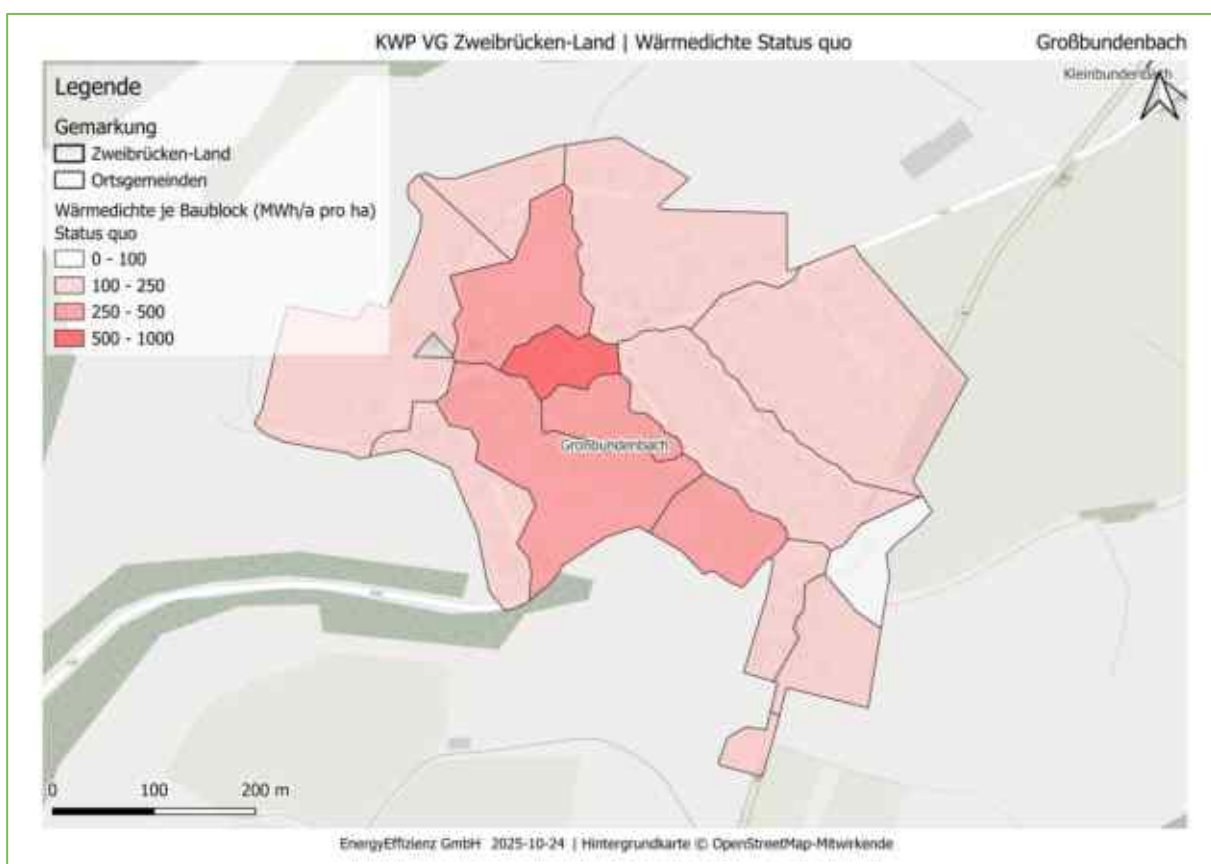 KWP VG Zweibrücken-Land | Wärmedichte Status quo
Großbundenbach
Kleinbundenbach
Legende
Gemarkung
Zweibrücken-Land
Ortsgemeinden
Wärmedichte je Baublock (MWh/a pro ha)
Status quo
0 - 100
100 - 250
250 - 500
500 - 1000
Großbundenbach
0 100 200 m
EnergyEffizienz GmbH 2025-10-24 | Hintergrundkarte © OpenStreetMap-Mitwirkende